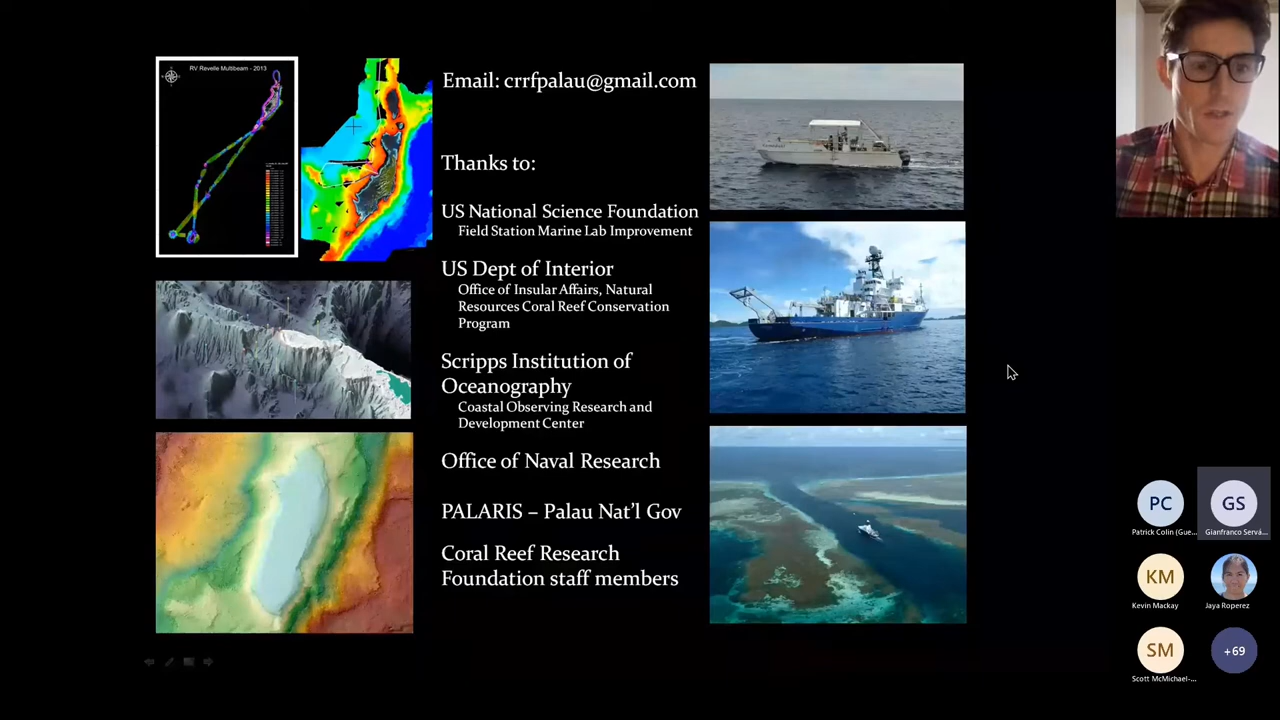 RV Revelle Multibeam - 2013
Email: crrfpalau@gmail.com
Thanks to:
US National Science Foundation
Field Station Marine Lab Improvement
US Dept of Interior
Office of Insular Affairs, Natural
Resources Coral Reef Conservation
Program
Scripps Institution of
Oceanography
Coastal Observing Research and
Development Center
Office of Naval Research
PALARIS – Palau Nat'l Gov
Coral Reef Research
Foundation staff members
PC
GS
Patrick Colin (Gue...
Gianfranco Servá...
KM
Kevin Mackay
Jaya Roperez
SM
+69
Scott McMichael-...